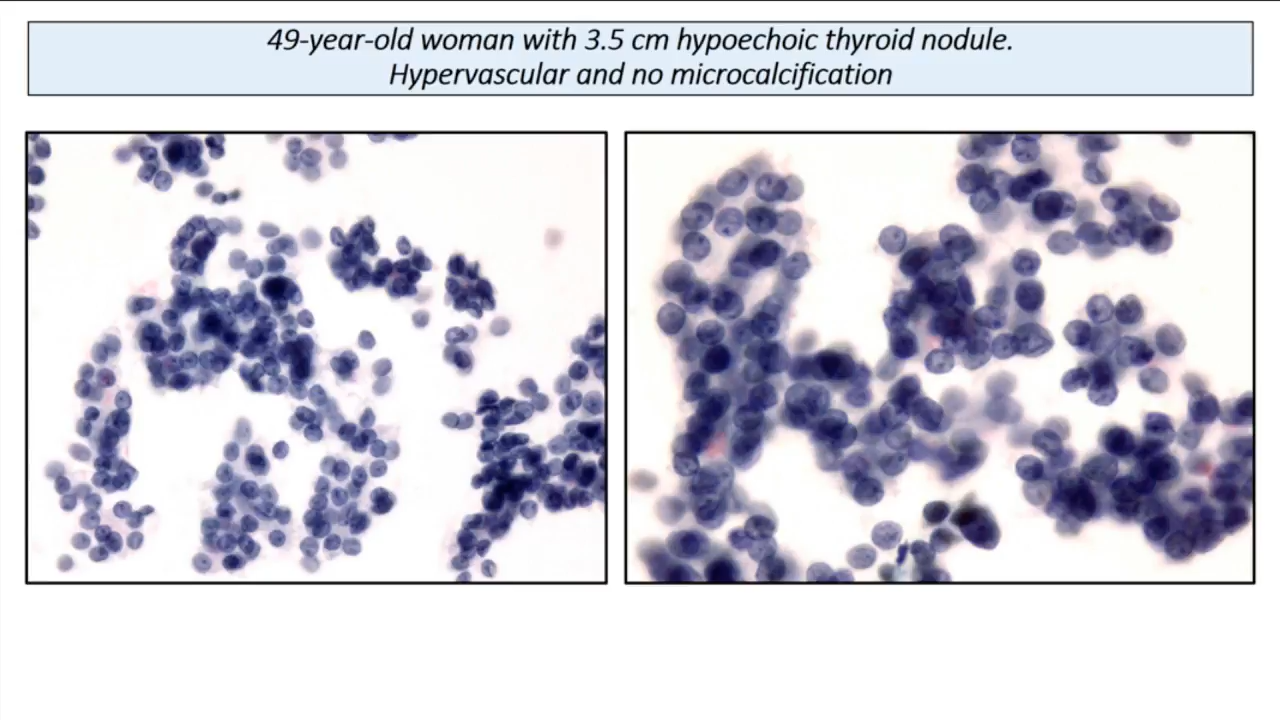 49-year-old woman with 3.5 cm hypoechoic thyroid nodule.
Hypervascular and no microcalcification